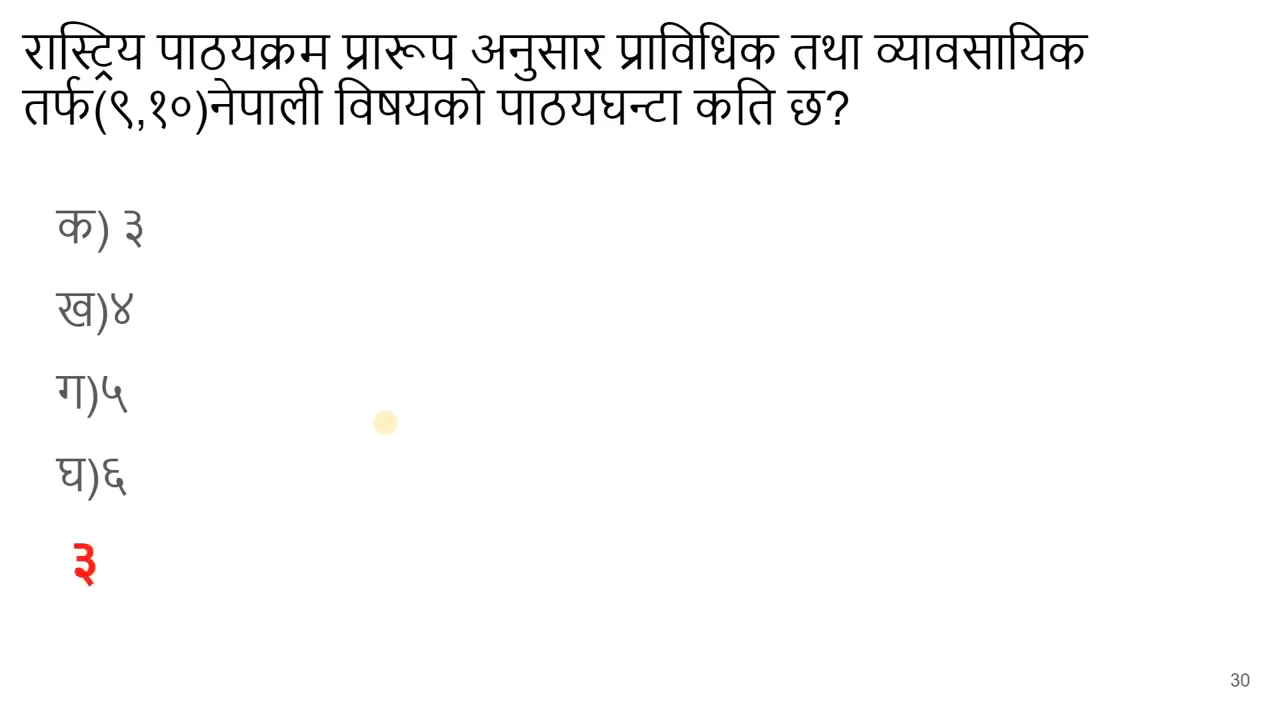 रास्ट्रिय पाठयक्रम प्रारूप अनुसार प्राविधिक तथा व्यावसायिक
तर्फ(९,१०)नेपाली विषयको पाठयघन्टा कति छ?
क) ३
ख)४
ग)५
घ)६
३
30